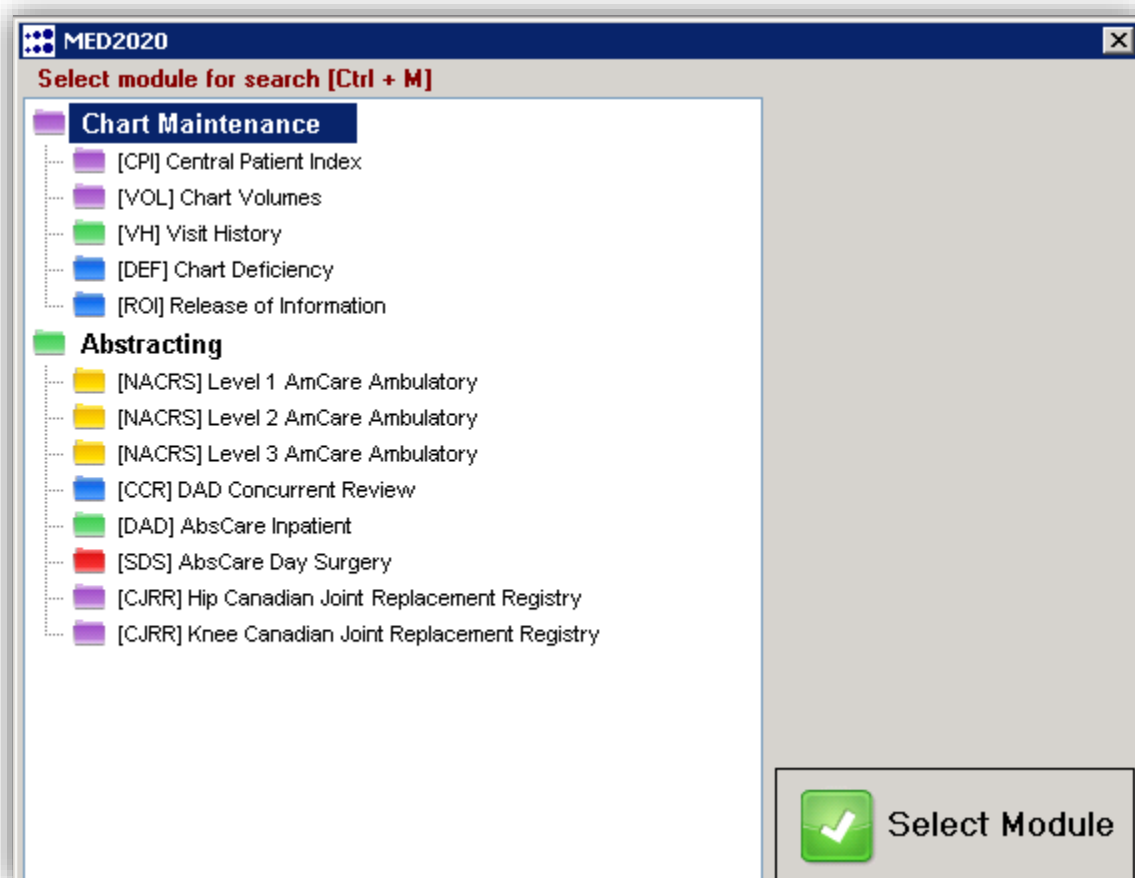 MED2020
Select module for search [Ctrl + M]
Chart Maintenance
[CPI] Central Patient Index
[VOL] Chart Volumes
[VH] Visit History
[DEF] Chart Deficiency
[ROI] Release of Information
Abstracting
[NACRS] Level 1 AmCare Ambulatory
[NACRS] Level 2 AmCare Ambulatory
[NACRS] Level 3 AmCare Ambulatory
[CCR] DAD Concurrent Review
[DAD] AbsCare Inpatient
[SDS] AbsCare Day Surgery
[CJRR] Hip Canadian Joint Replacement Registry
[CJRR] Knee Canadian Joint Replacement Registry
Select Module